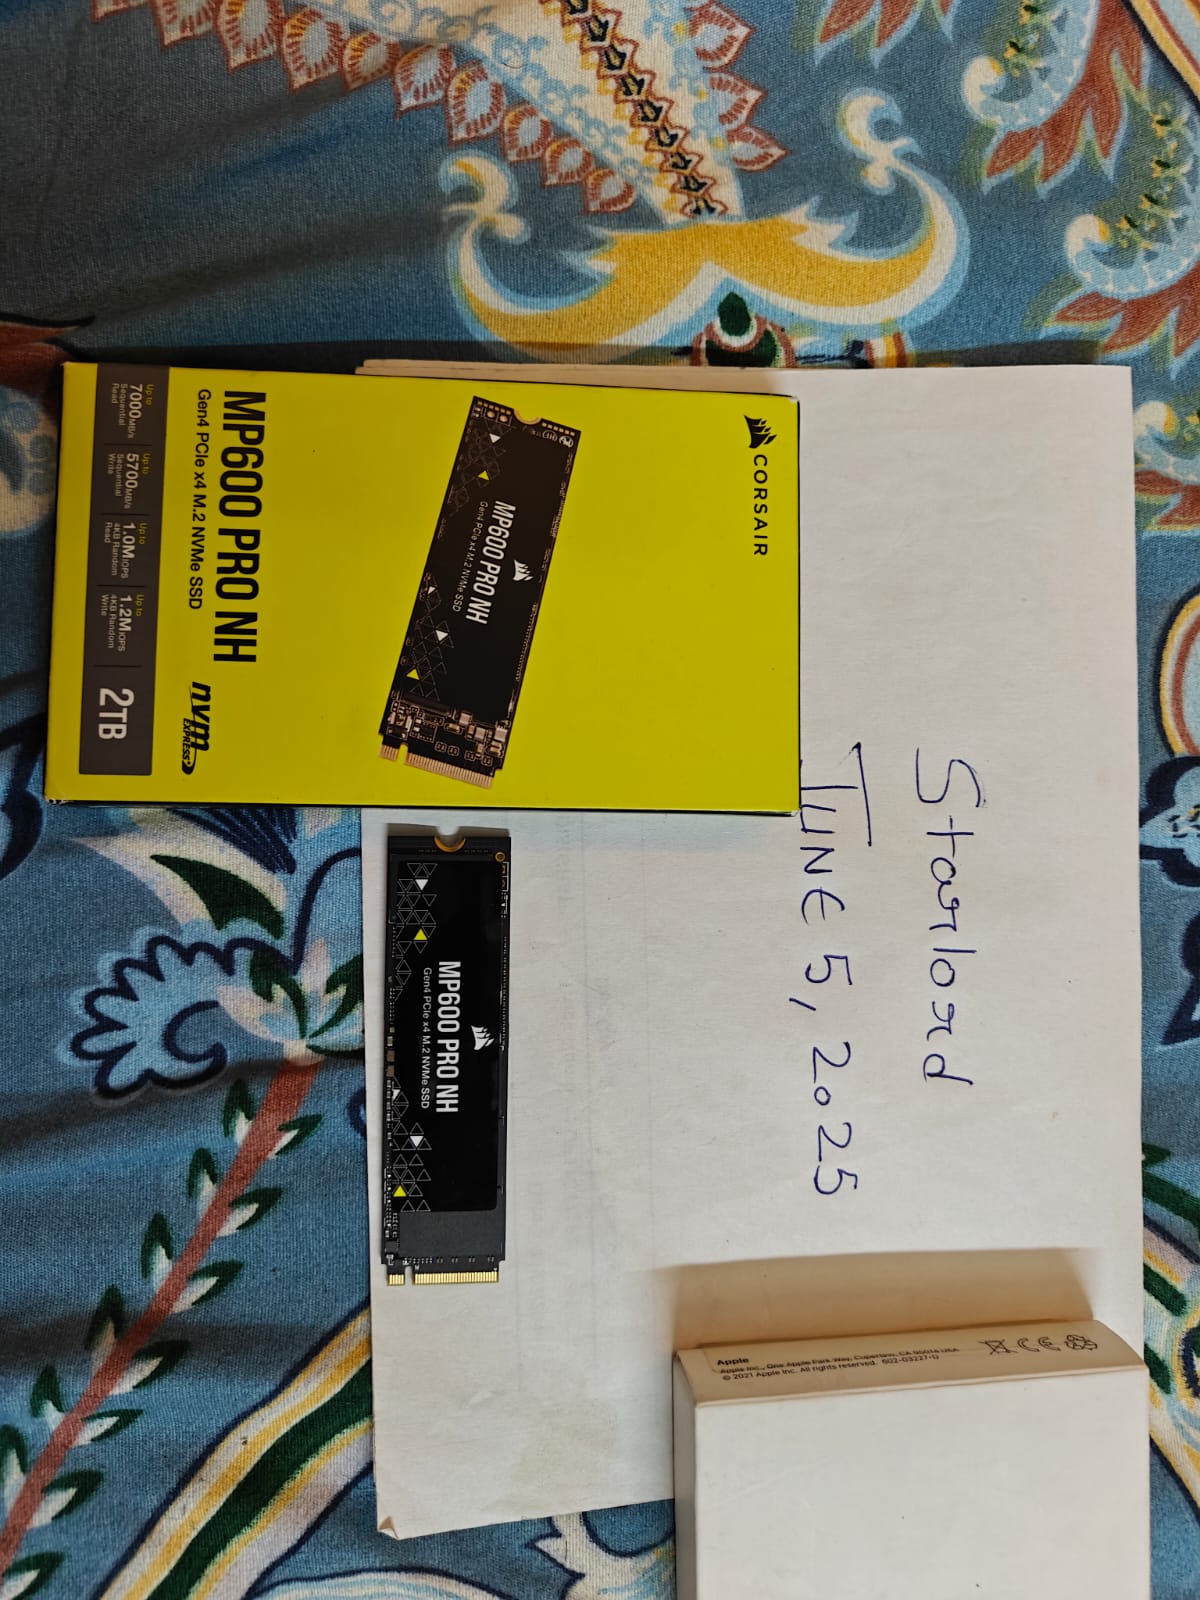 CORSAIR
MP600 PRO NH
Gen4 PCIe x4 M.2 NVMe SSD
MP600 PRO NH
Gen4 PCIe x4 M.2 NVMe SSD
nvm
EXPRESS
Up to
7000MB/s
Sequential
Read
Up to
5700MB/s
Sequential
Write
Up to
1.0M IOPS
4KB Random
Read
Up to
1.2M IOPS
4KB Random
Write
2TB
Starlord
JUNE 5, 2025
MP600 PRO NH
Gen4 PCIe x4 M.2 NVMe SSD
Apple
Apple Inc., One Apple Park Way, Cupertino, CA 95014 USA
© 2021 Apple Inc. All rights reserved. 602-03227-D
CE